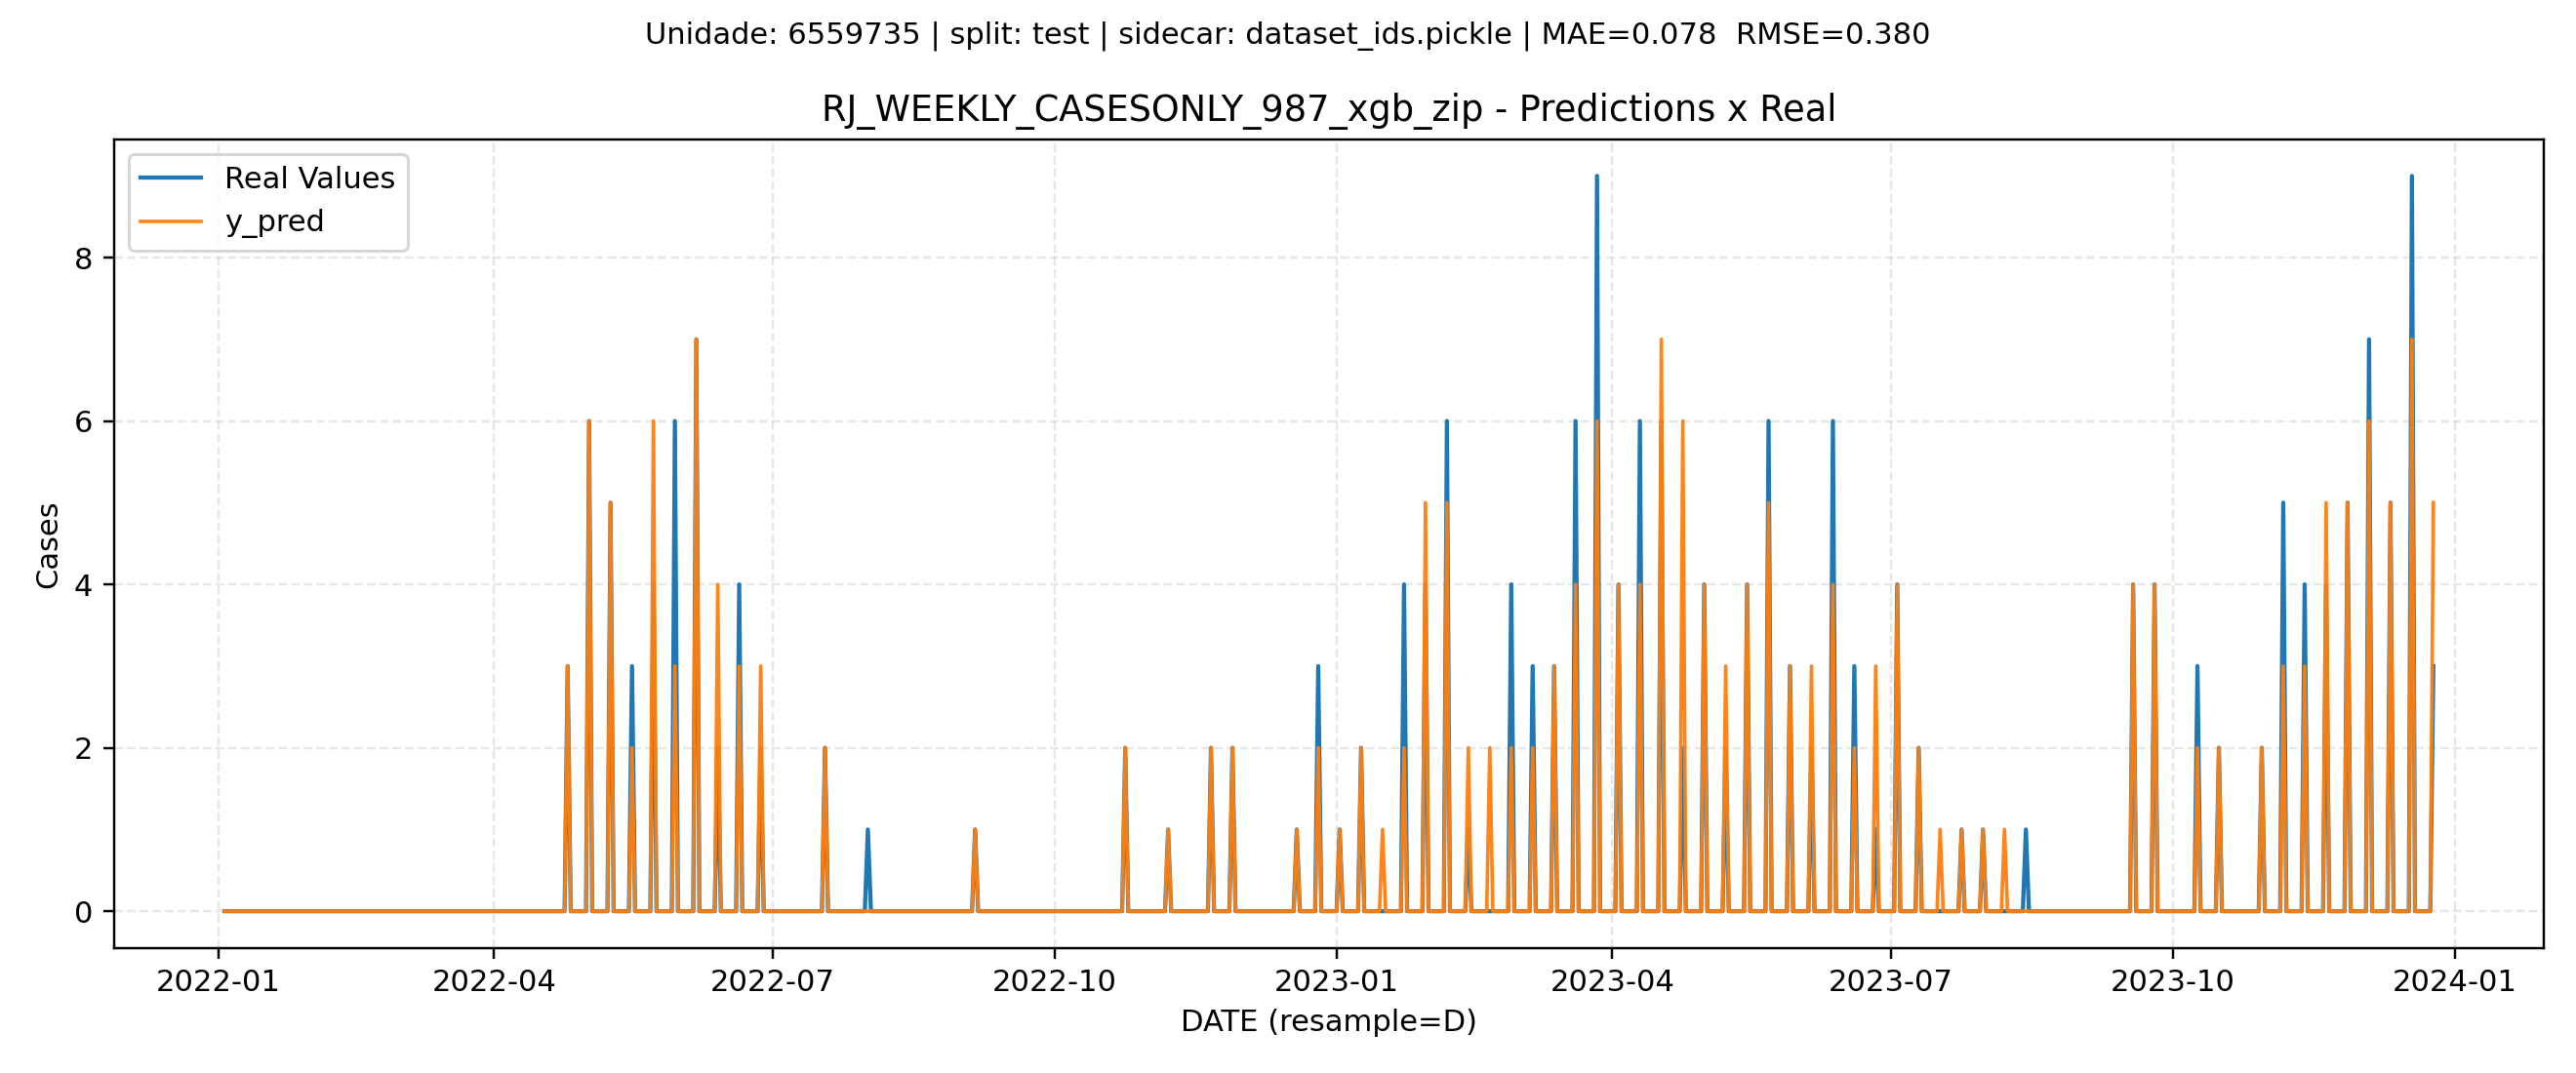 Unidade: 6559735 | split: test | sidecar: dataset_ids.pickle | MAE=0.078  RMSE=0.380
RJ_WEEKLY_CASESONLY_987_xgb_zip - Predictions x Real
Real Values
y_pred
8
6
4
2
0
Cases
2022-01 2022-04 2022-07 2022-10 2023-01 2023-04 2023-07 2023-10 2024-01
DATE (resample=D)